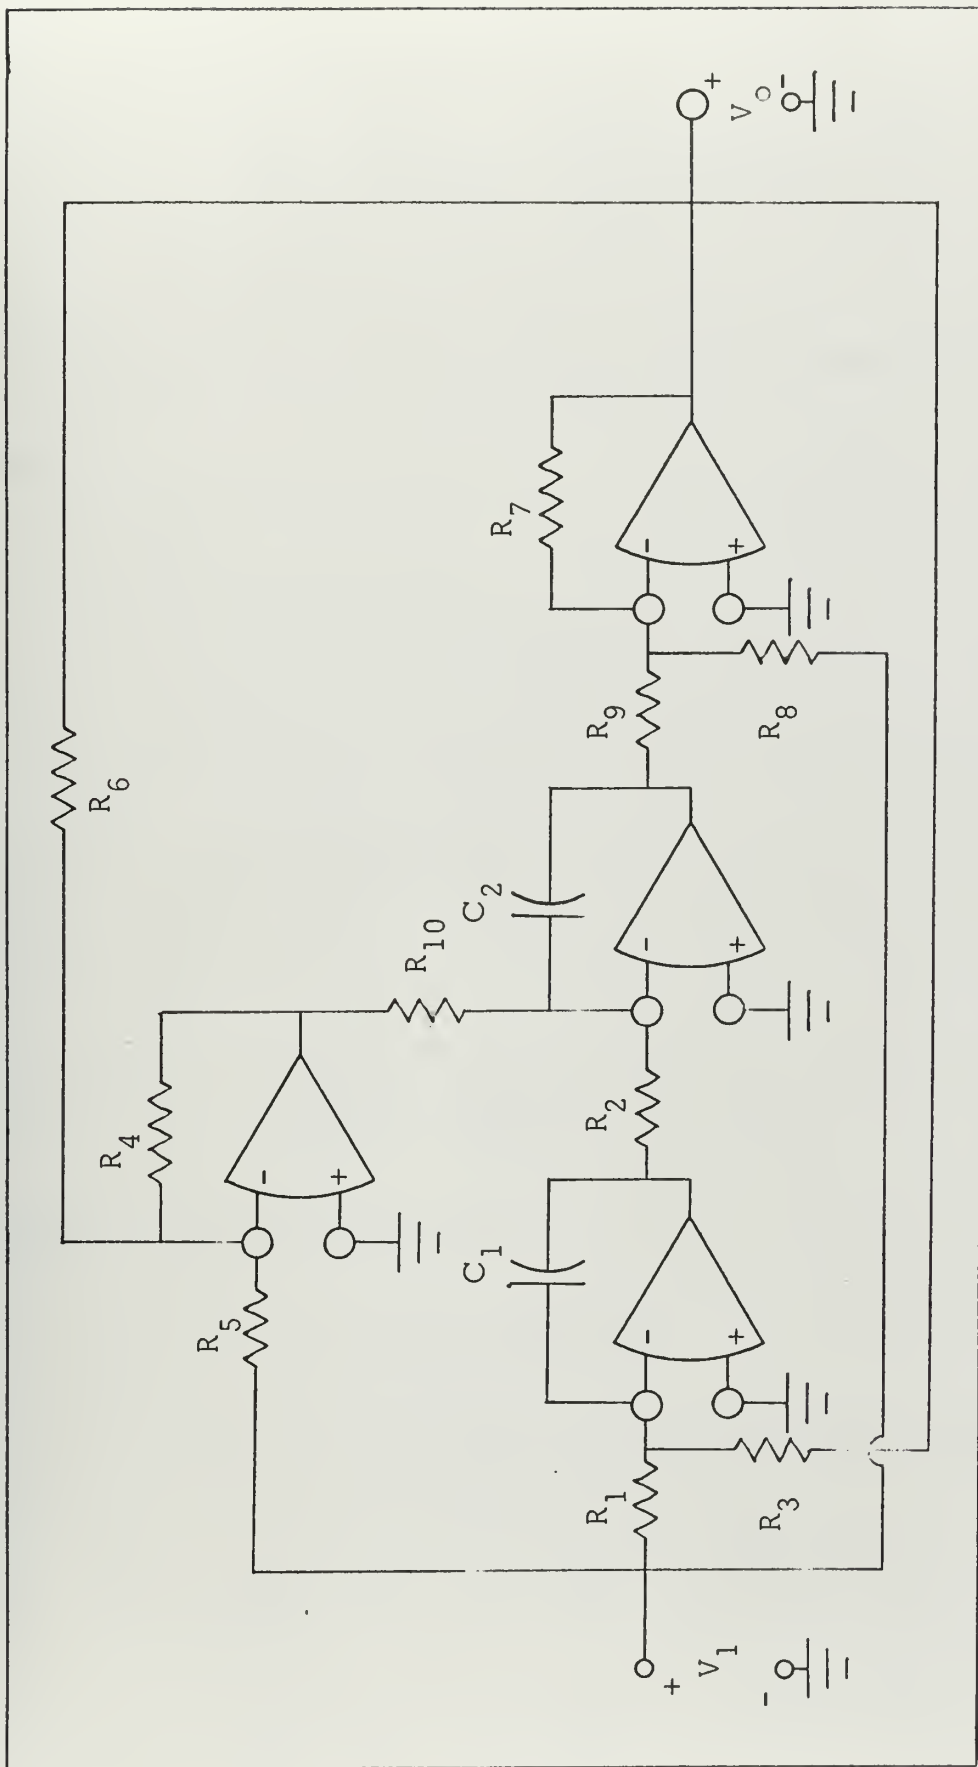 R6
R4
R5
-
+
R10
C1
C2
R7
R1
R2
R9
- - -
+ +
V1 Vo
+ + +
- -
R3
R8